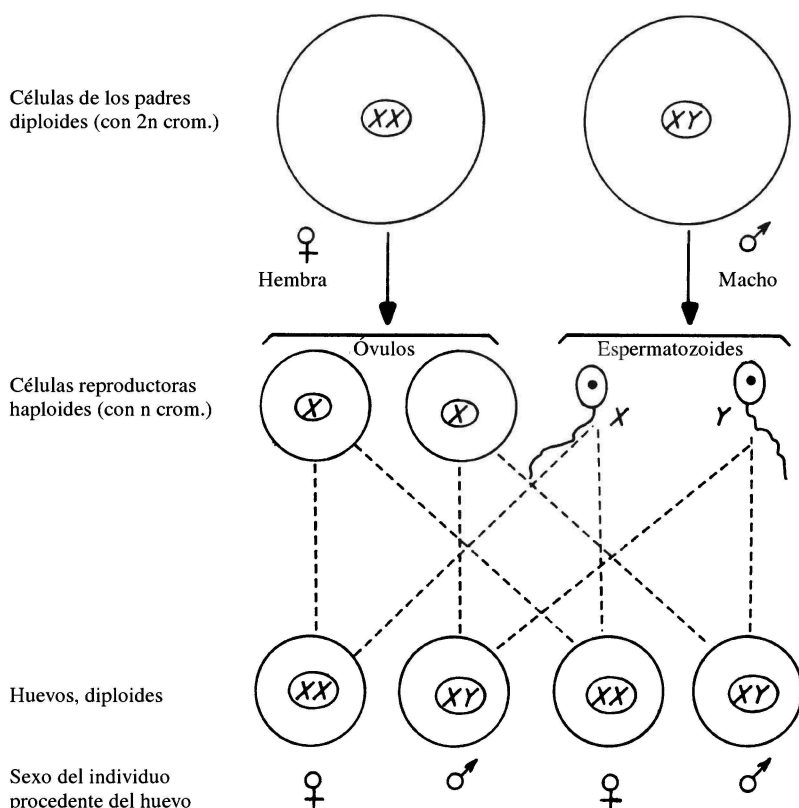 Células de los padres
diploides (con 2n crom.)
XX
XY
♀
Hembra
♂
Macho
Óvulos
Espermatozoides
Células reproductoras
haploides (con n crom.)
X
X
X
Y
Huevos, diploides
XX
XY
XX
XY
Sexo del individuo
procedente del huevo
♀
♂
♀
♂